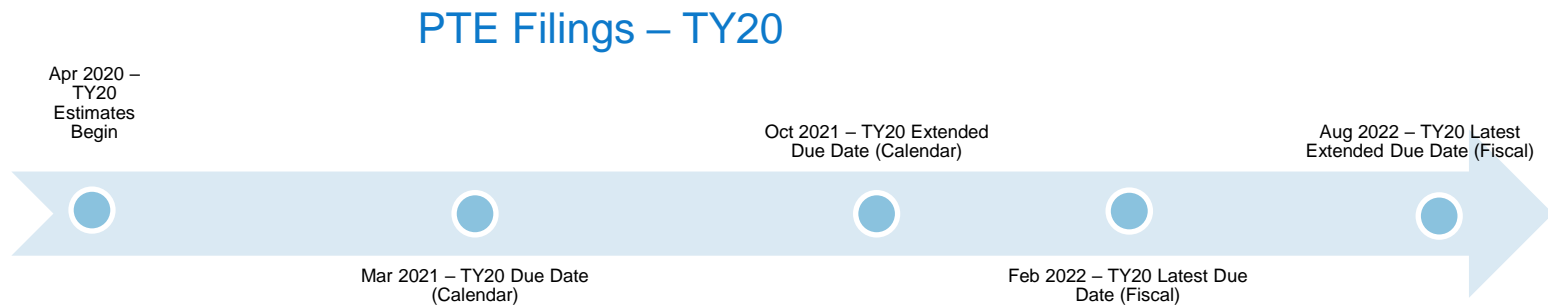 PTE Filings – TY20
Apr 2020 –
TY20
Estimates
Begin
Oct 2021 – TY20 Extended
Due Date (Calendar)
Aug 2022 – TY20 Latest
Extended Due Date (Fiscal)
Mar 2021 – TY20 Due Date
(Calendar)
Feb 2022 – TY20 Latest Due
Date (Fiscal)